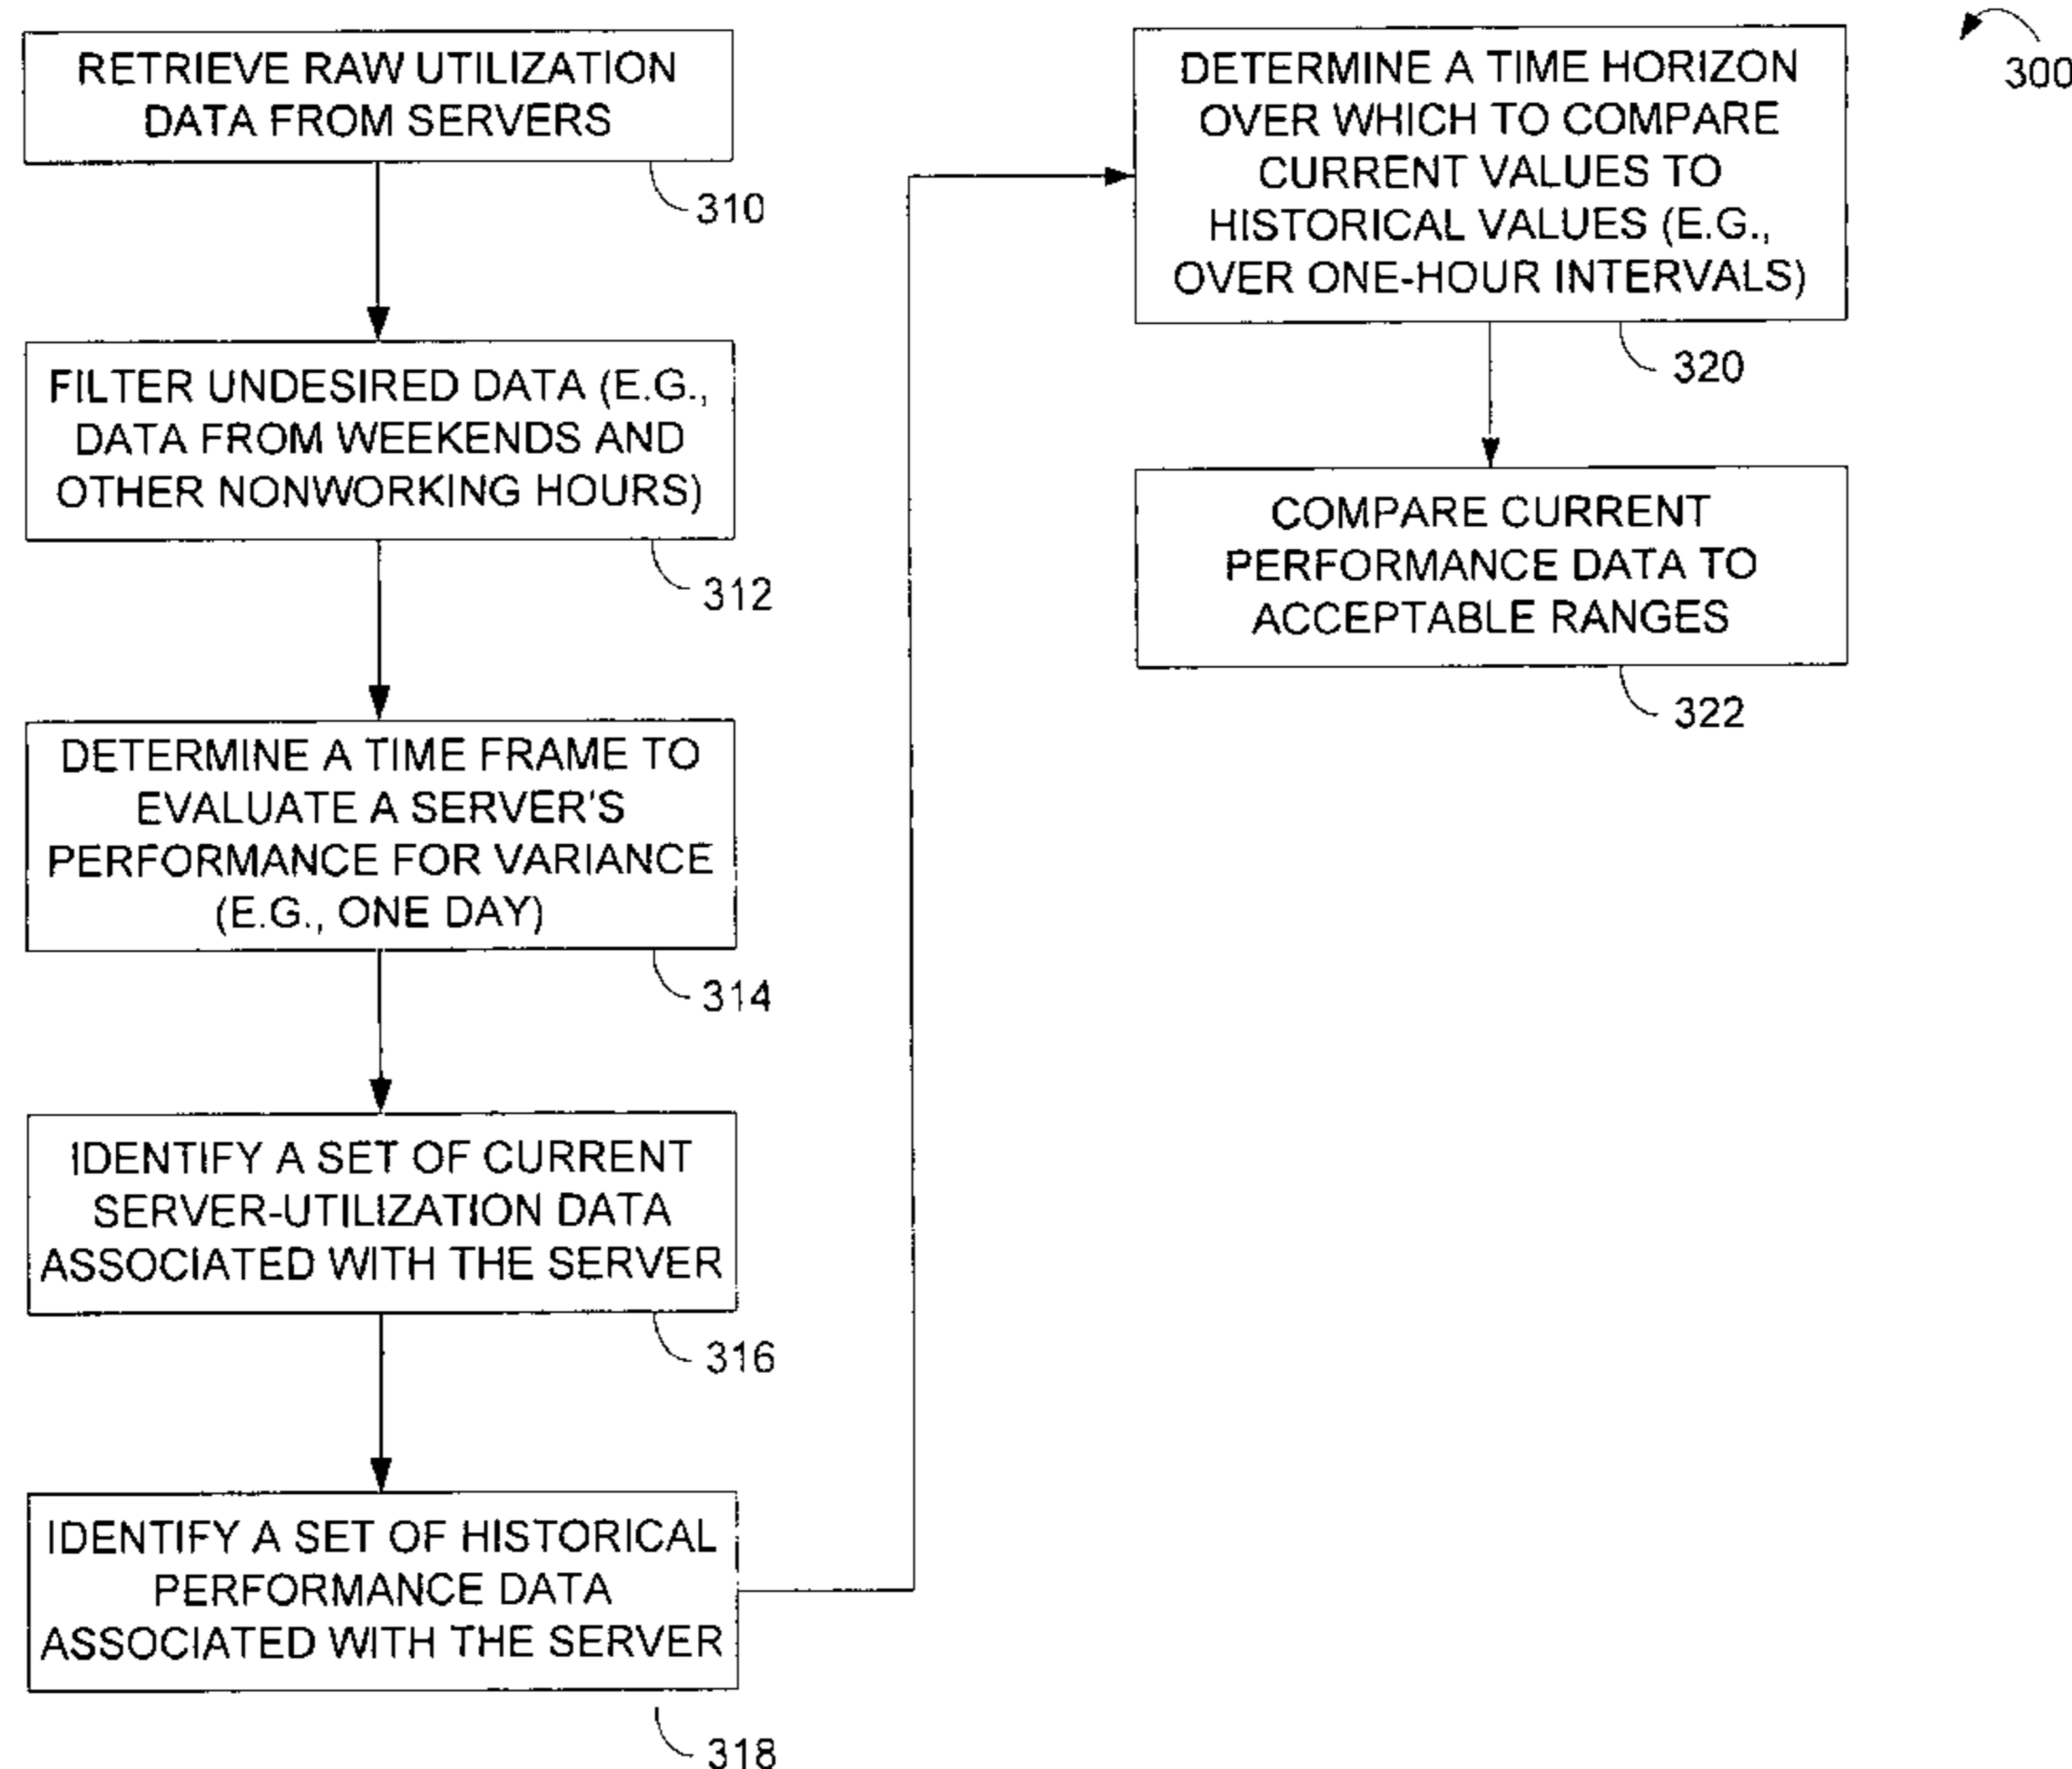 RETRIEVE RAW UTILIZATION
DATA FROM SERVERS
310
FILTER UNDESIRED DATA (E.G.,
DATA FROM WEEKENDS AND
OTHER NONWORKING HOURS)
312
DETERMINE A TIME FRAME TO
EVALUATE A SERVER'S
PERFORMANCE FOR VARIANCE
(E.G., ONE DAY)
314
IDENTIFY A SET OF CURRENT
SERVER-UTILIZATION DATA
ASSOCIATED WITH THE SERVER
316
IDENTIFY A SET OF HISTORICAL
PERFORMANCE DATA
ASSOCIATED WITH THE SERVER
318
DETERMINE A TIME HORIZON
OVER WHICH TO COMPARE
CURRENT VALUES TO
HISTORICAL VALUES (E.G.,
OVER ONE-HOUR INTERVALS)
320
COMPARE CURRENT
PERFORMANCE DATA TO
ACCEPTABLE RANGES
322
300